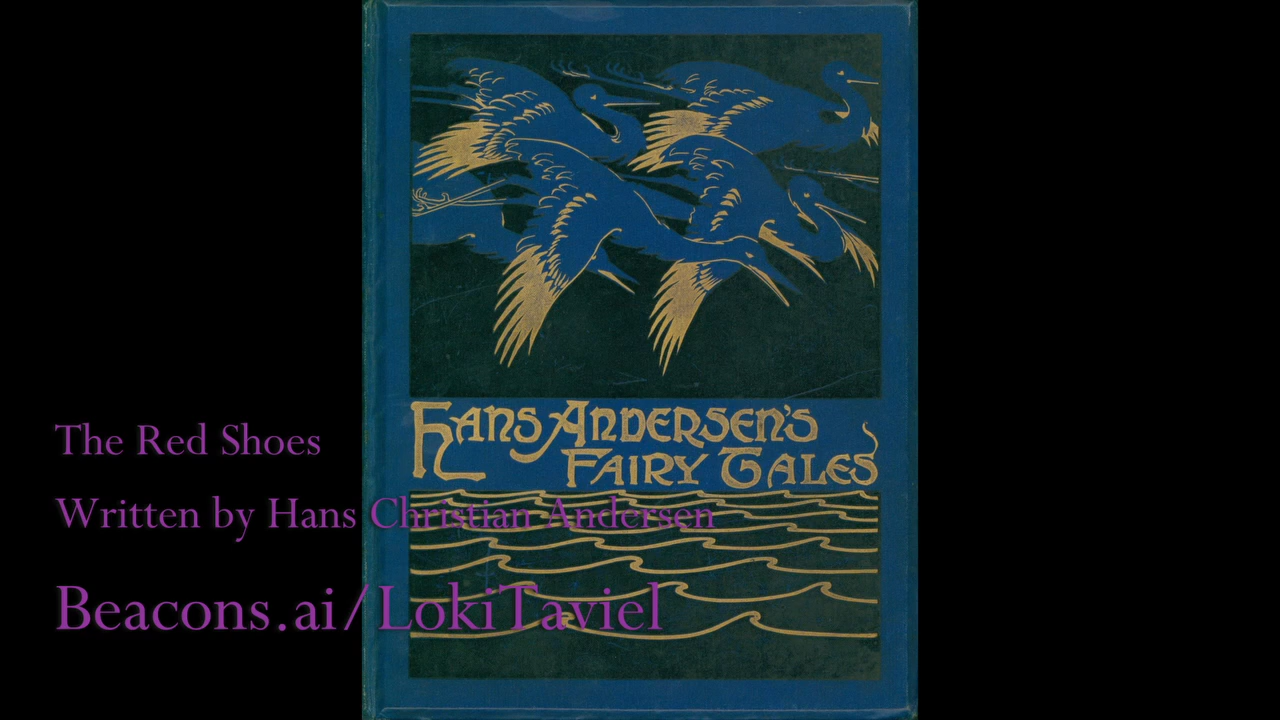 Hans Andersen's
Fairy Tales
The Red Shoes
Written by Hans Christian Andersen
Beacons.ai/LokiTaviel